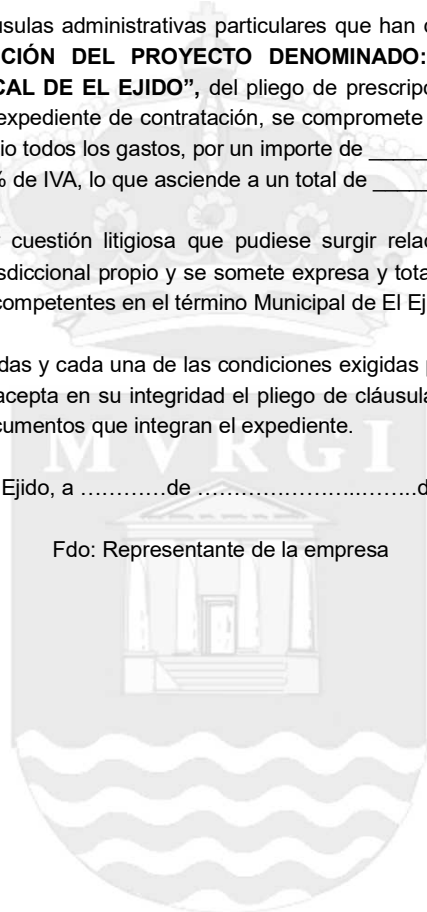 usulas administrativas particulares que han
CIÓN DEL PROYECTO DENOMINADO:
CAL DE EL EJIDO”, del pliego de prescripc
expediente de contratación, se compromete
io todos los gastos, por un importe de ______
% de IVA, lo que asciende a un total de ______
cuestión litigiosa que pudiese surgir rela
sdiccional propio y se somete expresa y tota
competentes en el término Municipal de El Ej
das y cada una de las condiciones exigidas p
acepta en su integridad el pliego de cláusula
cumentos que integran el expediente.
MVRGI
Ejido, a …………de …………………..………d
Fdo: Representante de la empresa